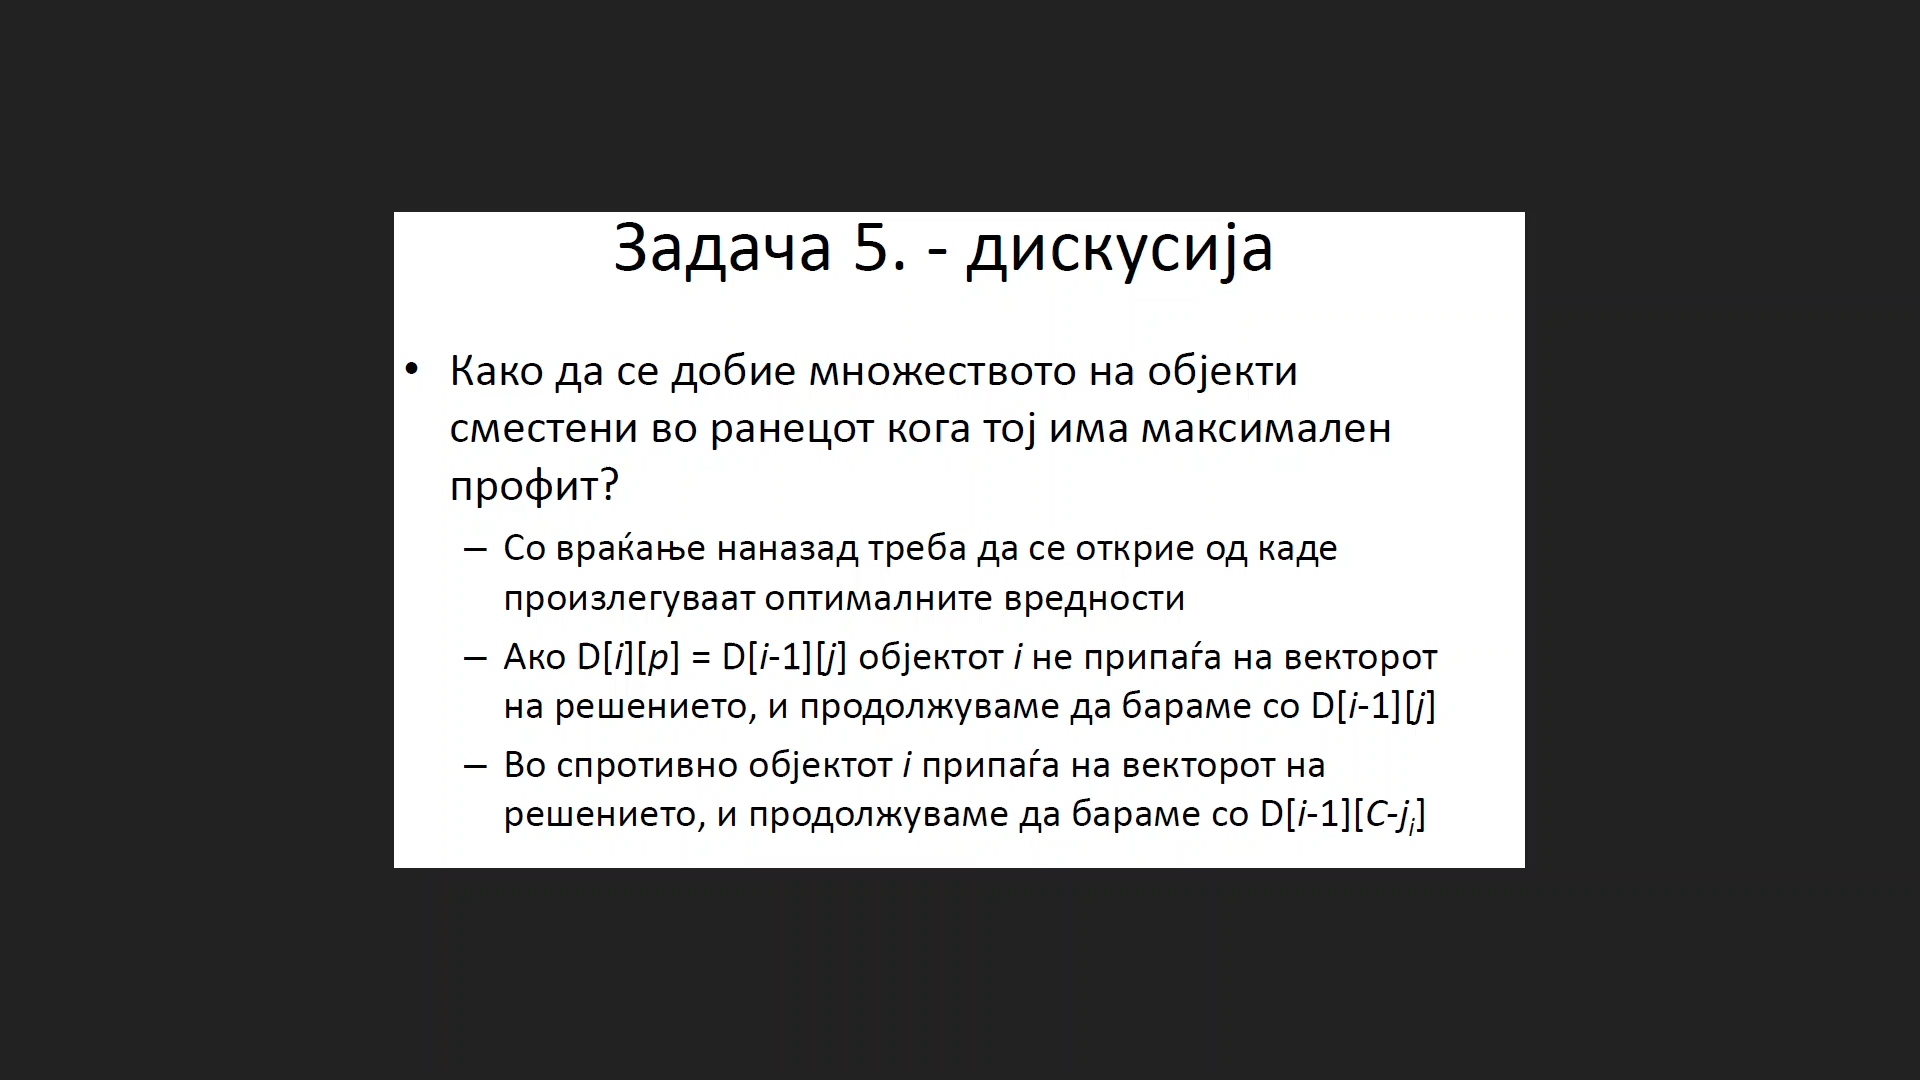 Задача 5. - дискусија
• Како да се добие множеството на објекти
сместени во ранецот кога тој има максимален
профит?
– Со враќање наназад треба да се открие од каде
произлегуваат оптималните вредности
– Ако D[i][p] = D[i-1][j] објектот i не припаѓа на векторот
на решението, и продолжуваме да бараме со D[i-1][j]
– Во спротивно објектот i припаѓа на векторот на
решението, и продолжуваме да бараме со D[i-1][C-jᵢ]